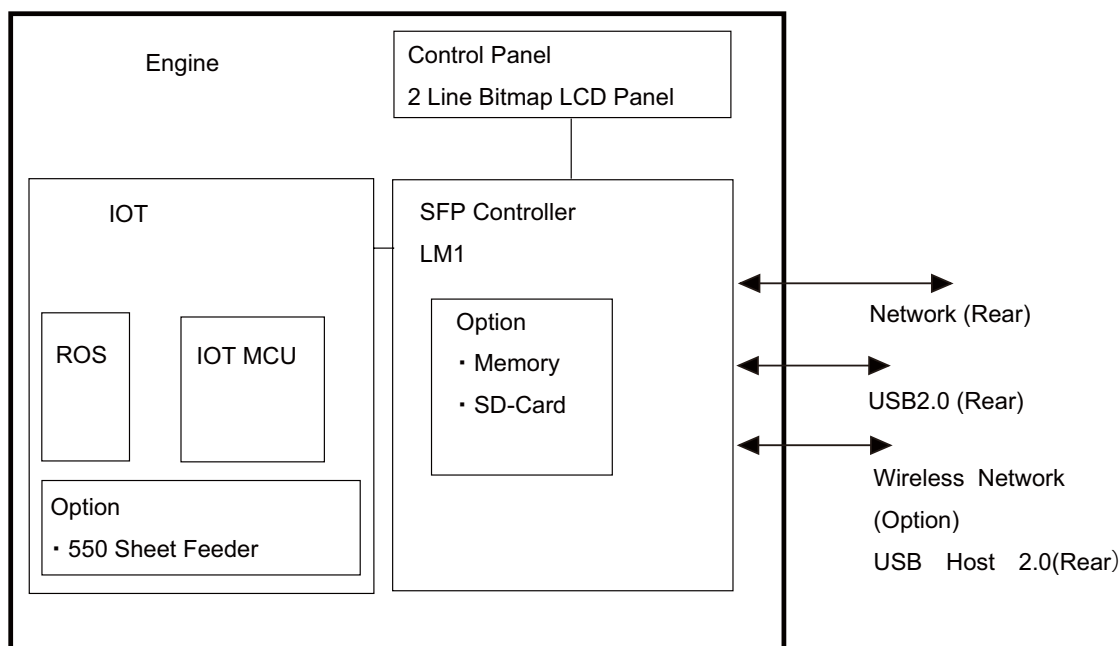 Engine
Control Panel
2 Line Bitmap LCD Panel
IOT
ROS
IOT MCU
Option
・550 Sheet Feeder
SFP Controller
LM1
Option
・Memory
・SD-Card
Network (Rear)
USB2.0 (Rear)
Wireless Network
(Option)
USB Host 2.0(Rear)